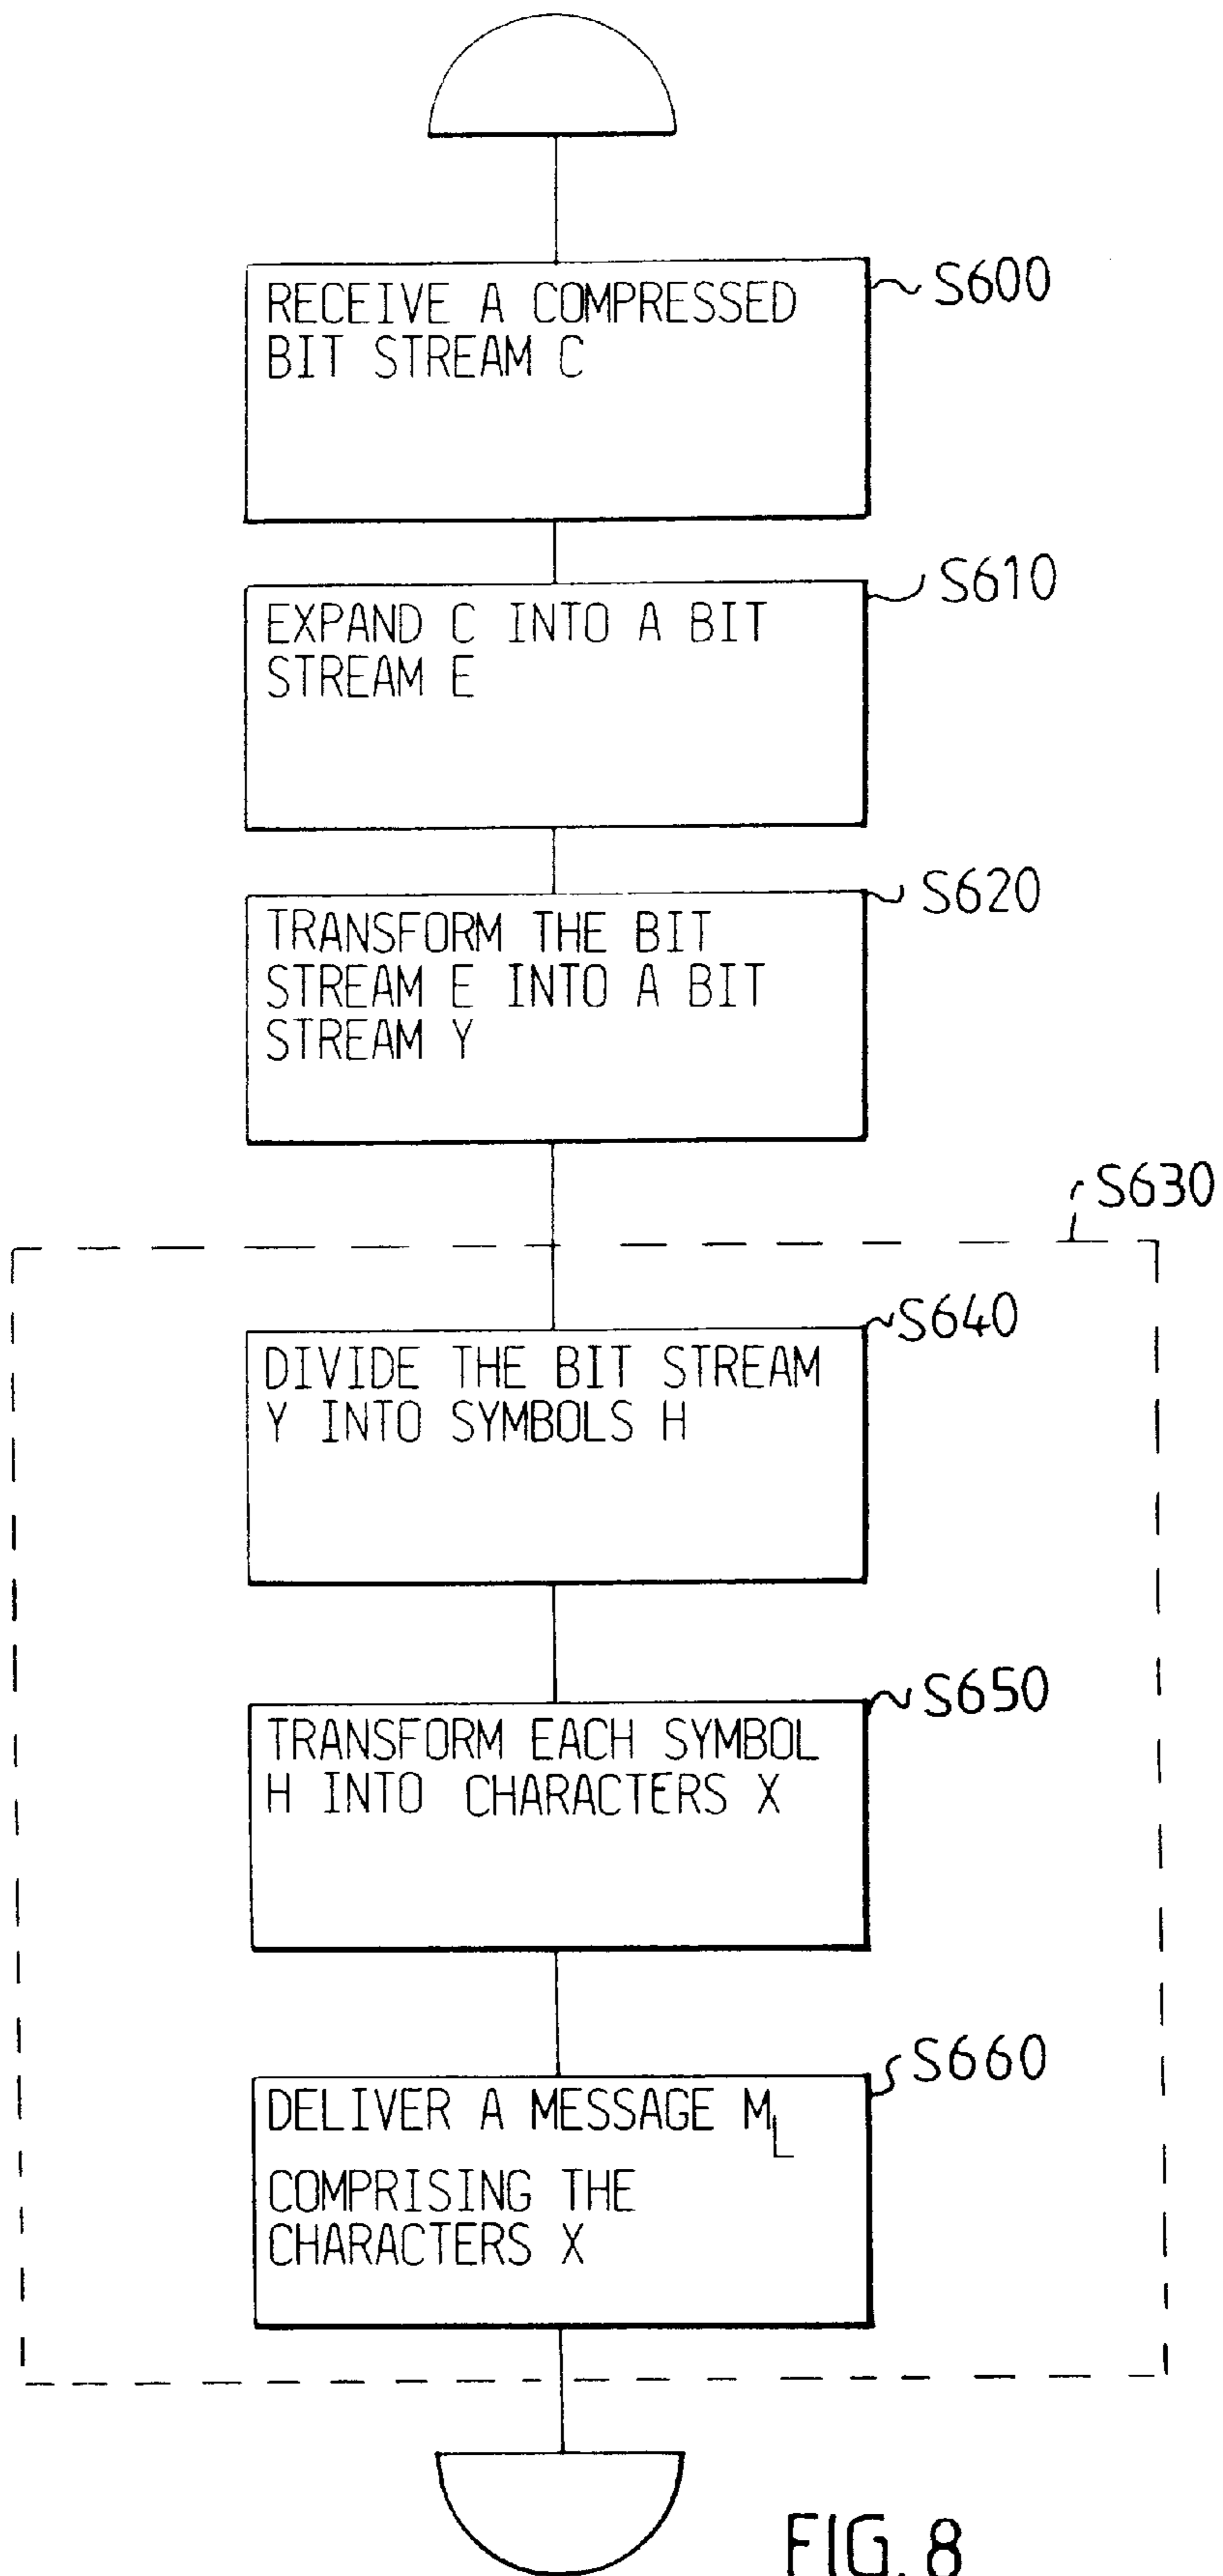 S600
RECEIVE A COMPRESSED
BIT STREAM C
S610
EXPAND C INTO A BIT
STREAM E
S620
TRANSFORM THE BIT
STREAM E INTO A BIT
STREAM Y
S630
S640
DIVIDE THE BIT STREAM
Y INTO SYMBOLS H
S650
TRANSFORM EACH SYMBOL
H INTO CHARACTERS X
S660
DELIVER A MESSAGE M_L
COMPRISING THE
CHARACTERS X
FIG. 8